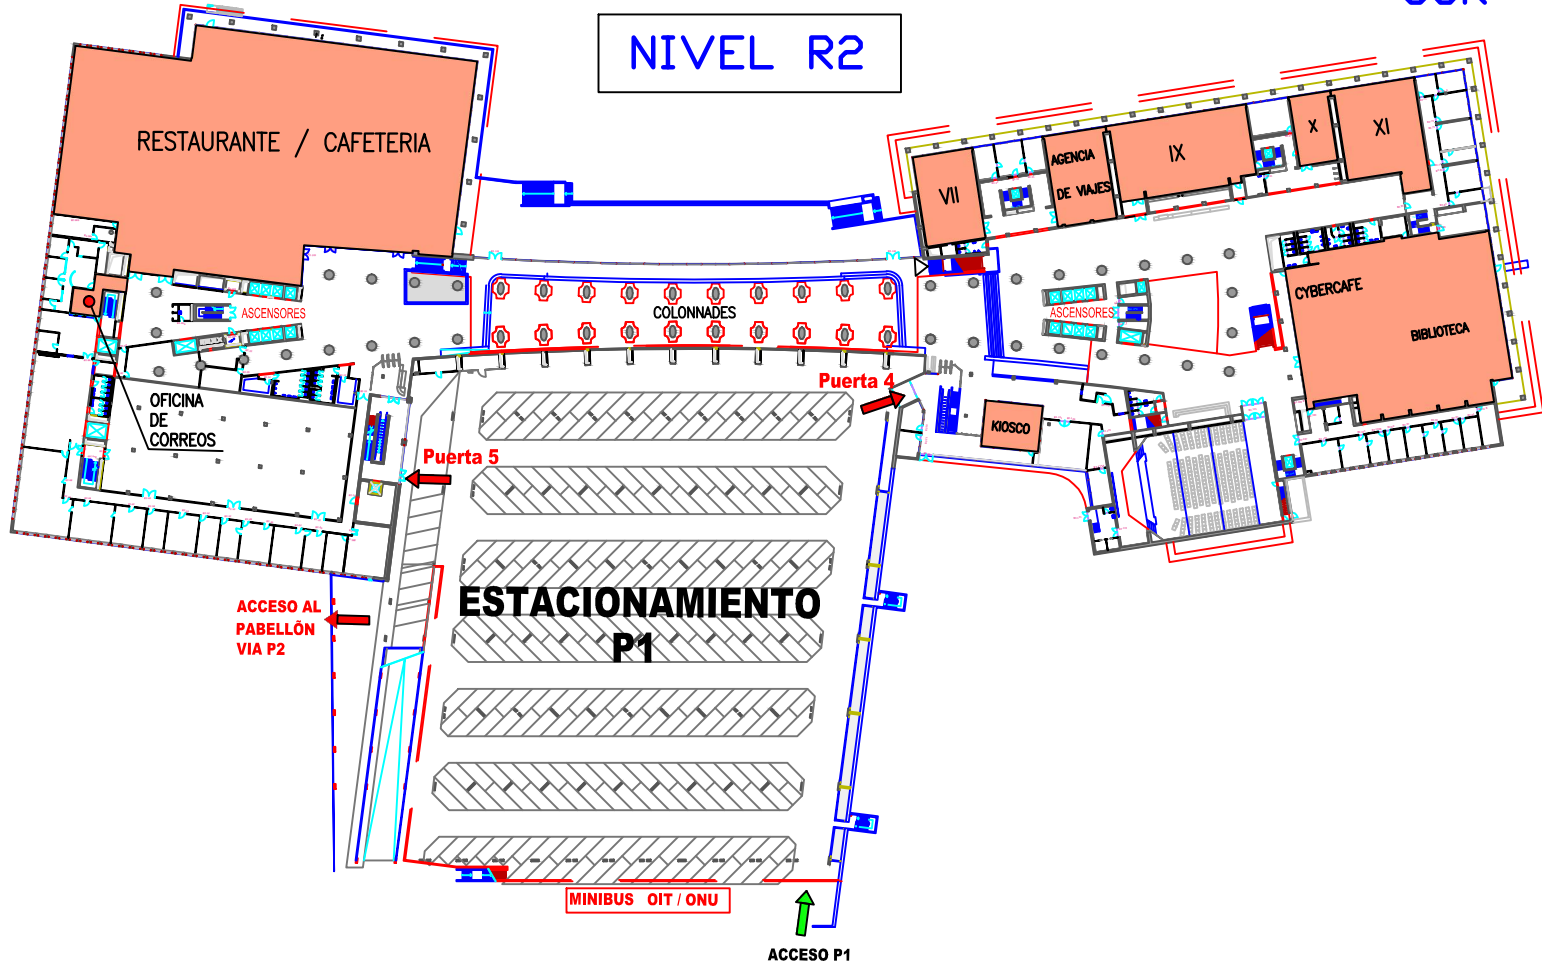 NIVEL R2
RESTAURANTE / CAFETERIA
VII
AGENCIA
DE VIAJES
IX
X
XI
CYBERCAFE
BIBLIOTECA
ASCENSORES
COLONNADES
ASCENSORES
OFICINA
DE
CORREOS
Puerta 4
KIOSCO
Puerta 5
ESTACIONAMIENTO
P1
ACCESO AL
PABELLÕN
VIA P2
MINIBUS OIT / ONU
ACCESO P1